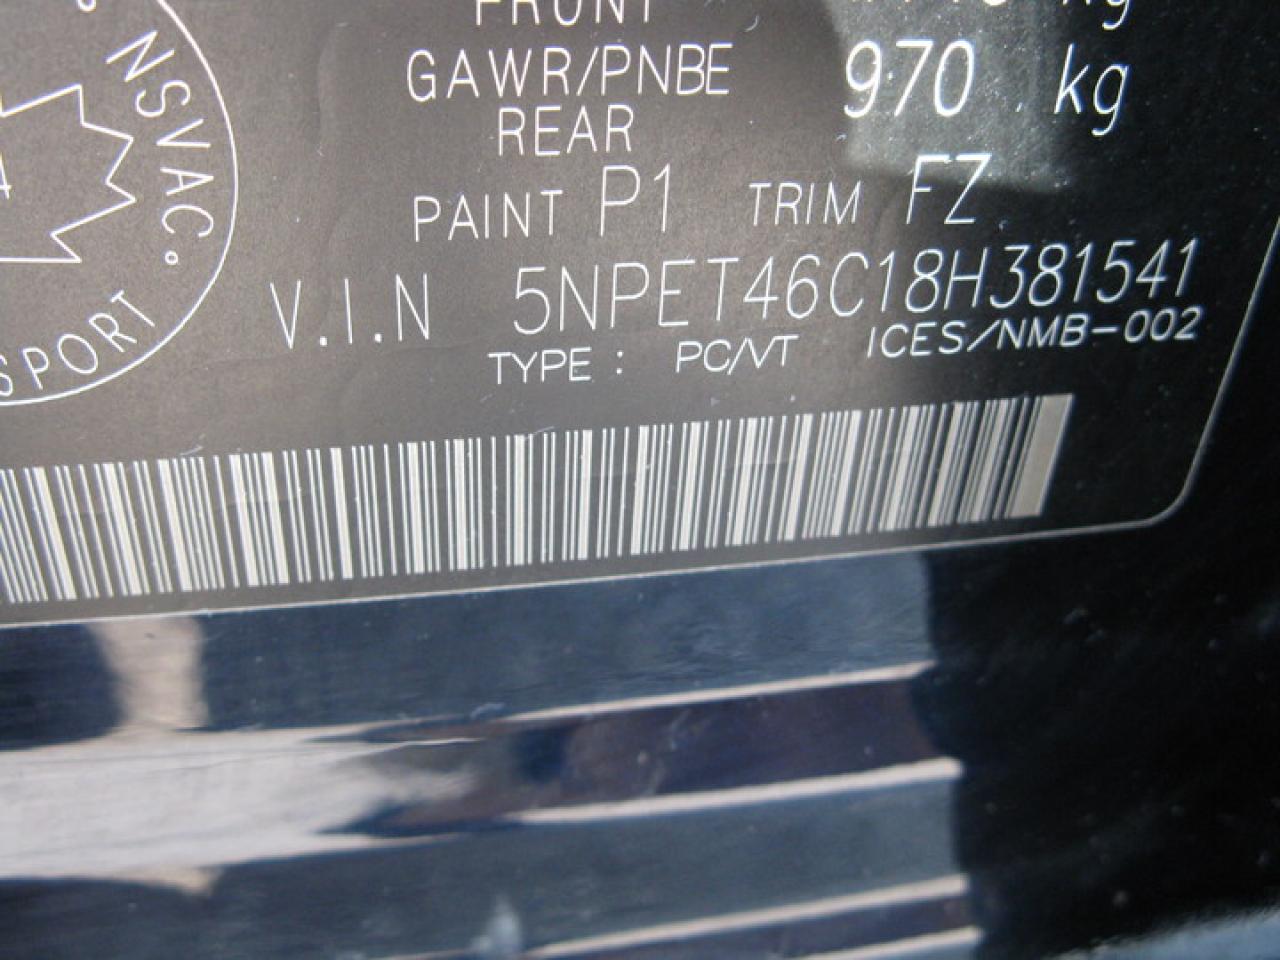 FRONT
kg
GAWR/PNBE 970 kg
REAR
PAINT P1 TRIM FZ
V.I.N 5NPET46C18H381541
TYPE : PC/VT ICES/NMB-002
NSVAC.
SPORT